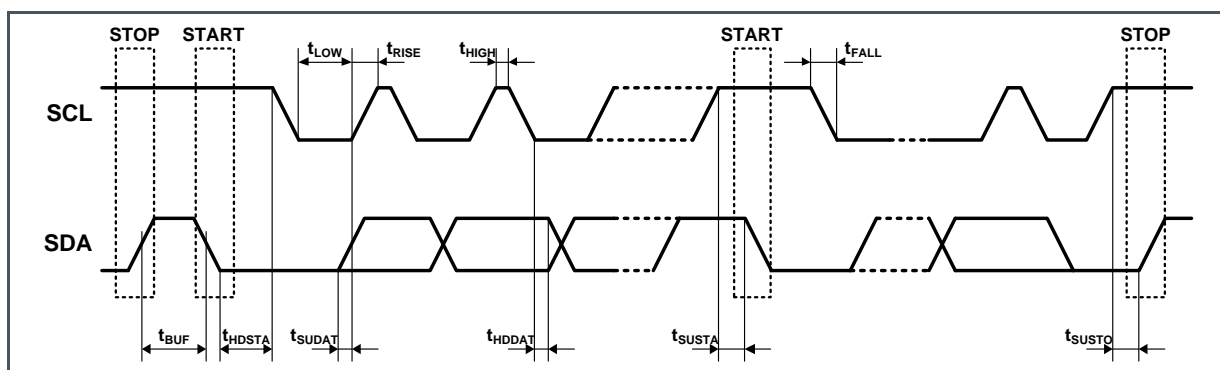 STOP START START STOP
tLOW tRISE tHIGH tFALL
SCL
SDA
tBUF tHDSTA tSUDAT tHDDAT tSUSTA tSUSTO